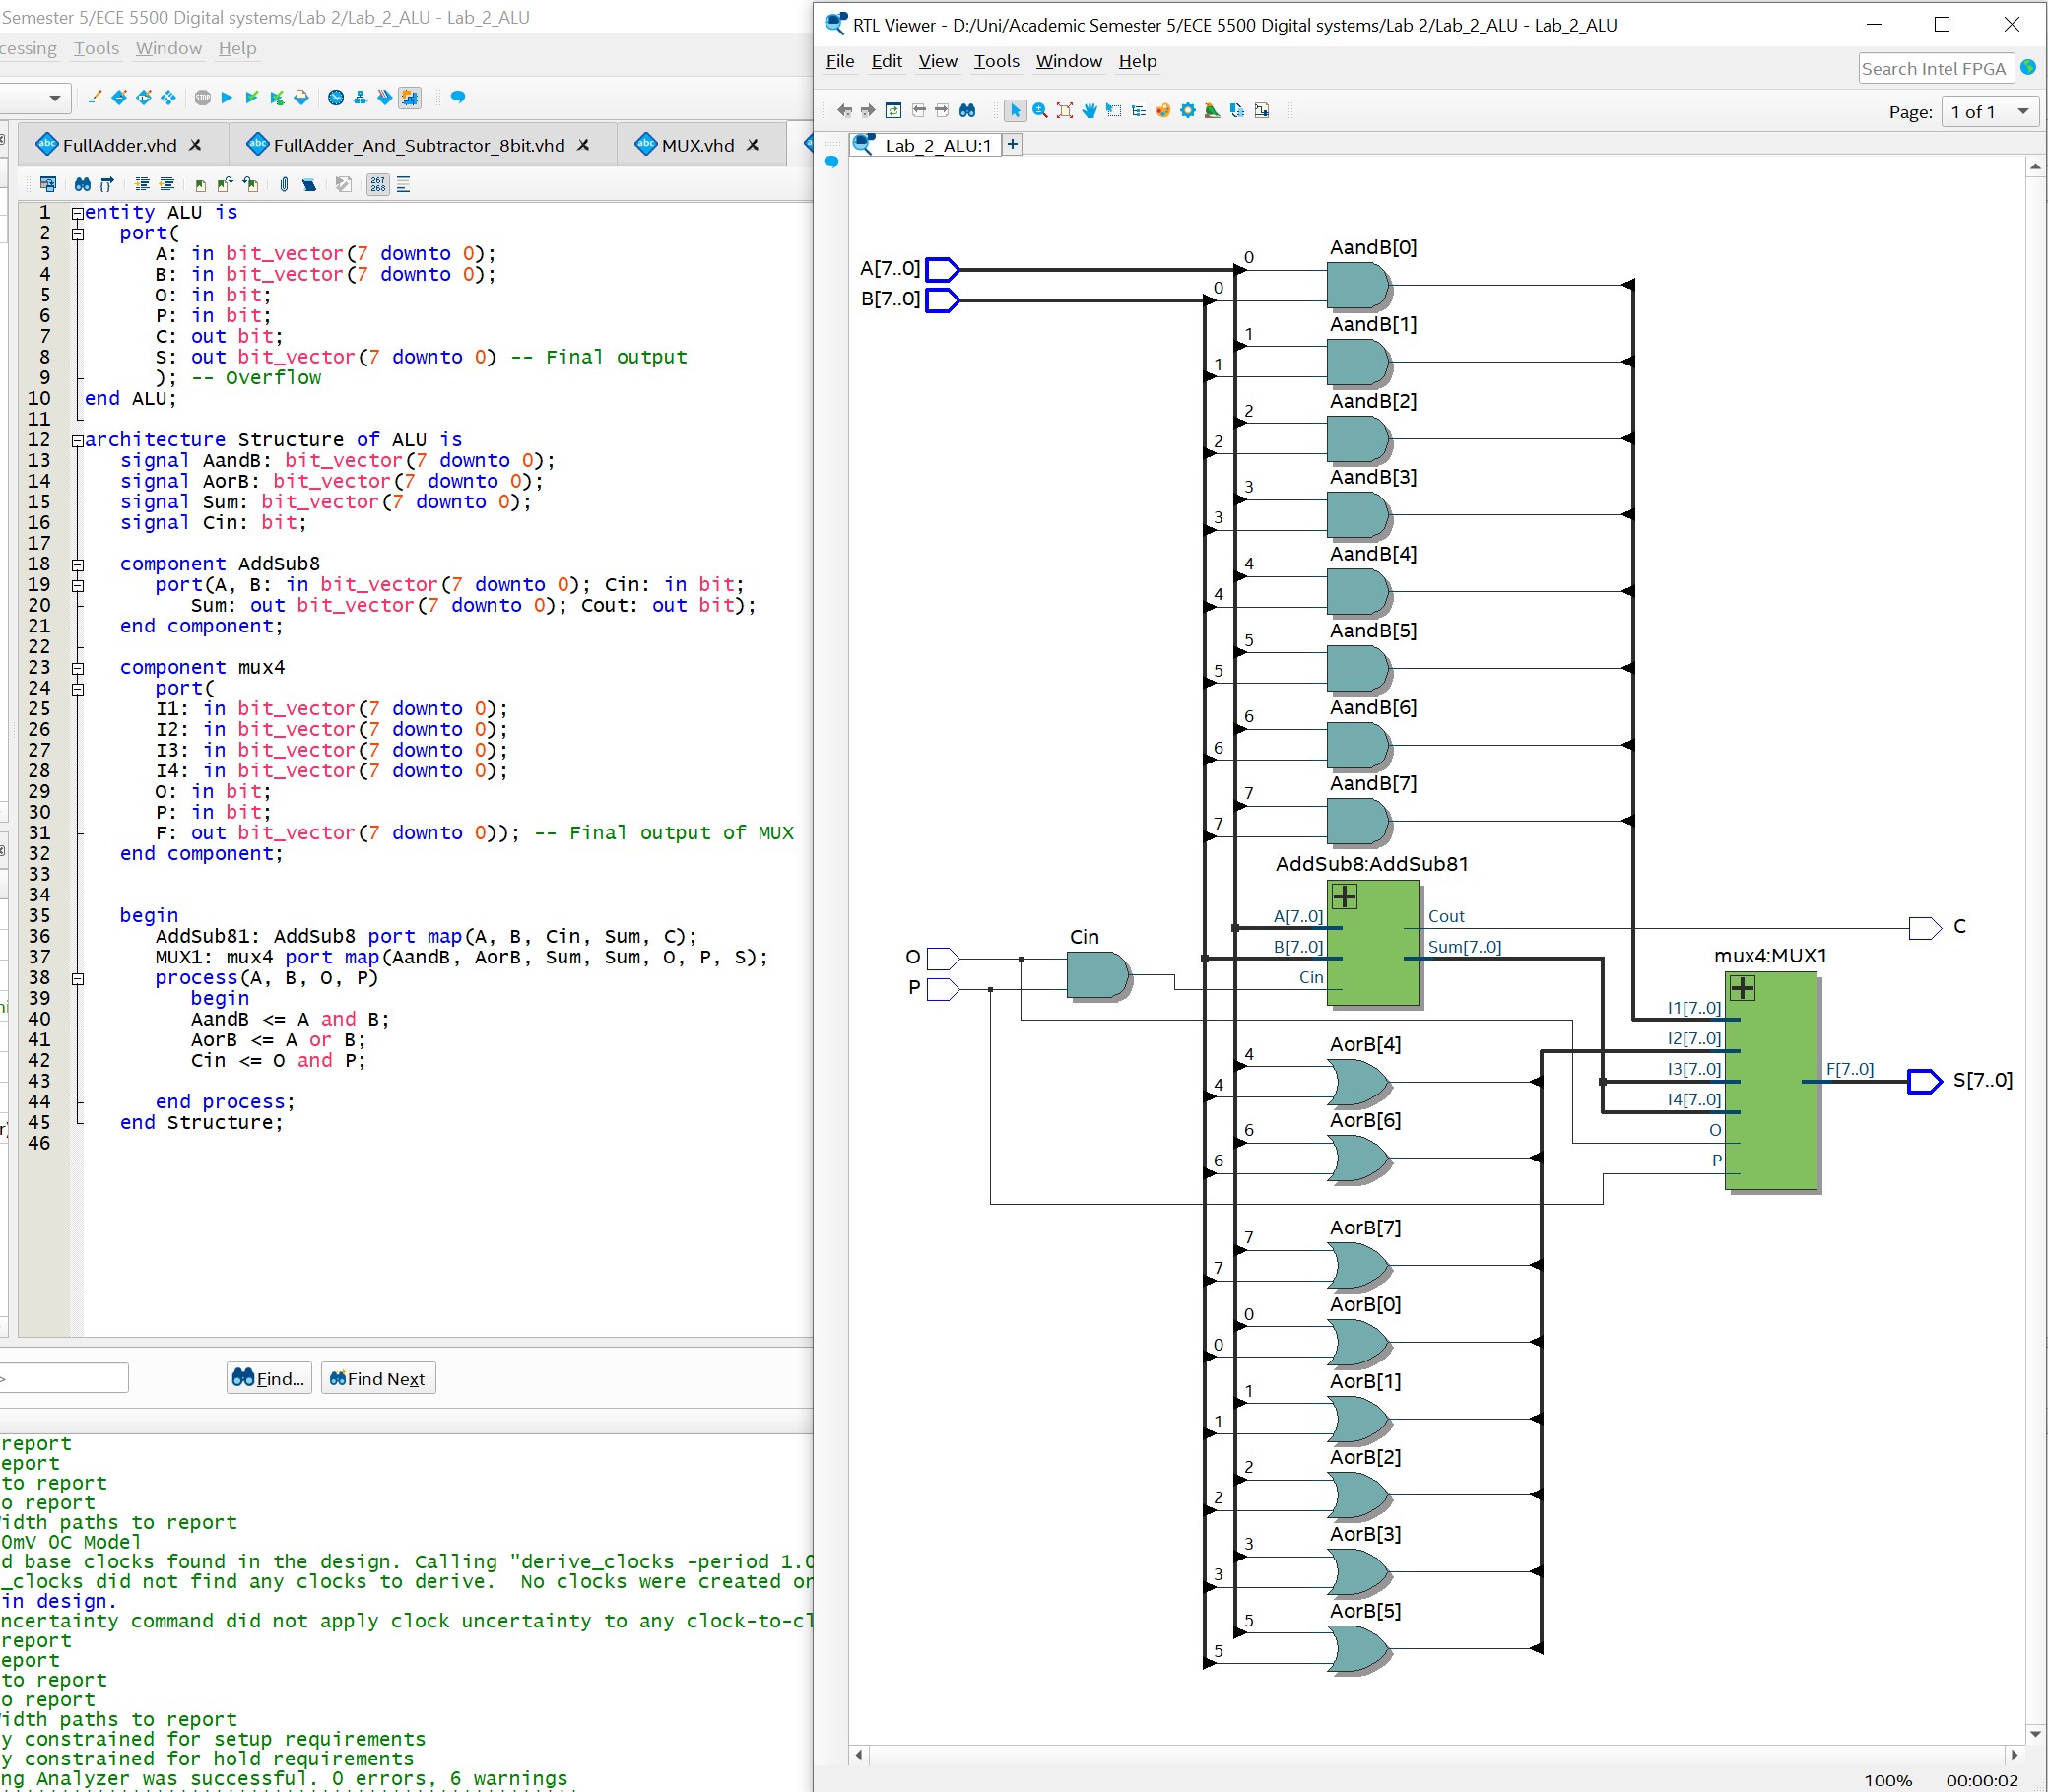 Semester 5/ECE 5500 Digital systems/Lab 2/Lab_2_ALU - Lab_2_ALU
cessing Tools Window Help
FullAdder.vhd
FullAdder_And_Subtractor_8bit.vhd
MUX.vhd
1 entity ALU is
2 port(
3 A: in bit_vector(7 downto 0);
4 B: in bit_vector(7 downto 0);
5 O: in bit;
6 P: in bit;
7 C: out bit;
8 S: out bit_vector(7 downto 0) -- Final output
9 ); -- Overflow
10 end ALU;
11
12 architecture Structure of ALU is
13 signal AandB: bit_vector(7 downto 0);
14 signal AorB: bit_vector(7 downto 0);
15 signal Sum: bit_vector(7 downto 0);
16 signal Cin: bit;
17
18 component AddSub8
19 port(A, B: in bit_vector(7 downto 0); Cin: in bit;
20 Sum: out bit_vector(7 downto 0); Cout: out bit);
21 end component;
22
23 component mux4
24 port(
25 I1: in bit_vector(7 downto 0);
26 I2: in bit_vector(7 downto 0);
27 I3: in bit_vector(7 downto 0);
28 I4: in bit_vector(7 downto 0);
29 O: in bit;
30 P: in bit;
31 F: out bit_vector(7 downto 0)); -- Final output of MUX
32 end component;
33
34
35 begin
36 AddSub81: AddSub8 port map(A, B, Cin, Sum, C);
37 MUX1: mux4 port map(AandB, AorB, Sum, Sum, O, P, S);
38 process(A, B, O, P)
39 begin
40 AandB <= A and B;
41 AorB <= A or B;
42 Cin <= O and P;
43
44 end process;
45 end Structure;
46
Find... Find Next
report
eport
to report
o report
idth paths to report
0mV 0C Model
d base clocks found in the design. Calling "derive_clocks -period 1.0
_clocks did not find any clocks to derive. No clocks were created or
in design.
ncertainty command did not apply clock uncertainty to any clock-to-cl
report
eport
to report
o report
idth paths to report
y constrained for setup requirements
y constrained for hold requirements
ng Analyzer was successful. 0 errors, 6 warnings
RTL Viewer - D:/Uni/Academic Semester 5/ECE 5500 Digital systems/Lab 2/Lab_2_ALU - Lab_2_ALU
File Edit View Tools Window Help
Search Intel FPGA
Page: 1 of 1
Lab_2_ALU:1
AandB[0]
A[7..0] 0
B[7..0] 0
AandB[1]
1
1
AandB[2]
2
2
AandB[3]
3
3
AandB[4]
4
4
AandB[5]
5
5
AandB[6]
6
6
AandB[7]
7
7
AddSub8:AddSub81
A[7..0] Cout C
B[7..0] Sum[7..0]
Cin
Cin
O
P
mux4:MUX1
I1[7..0]
I2[7..0]
I3[7..0] F[7..0] S[7..0]
I4[7..0]
O
P
AorB[4]
4
4
AorB[6]
6
6
AorB[7]
7
7
AorB[0]
0
0
AorB[1]
1
1
AorB[2]
2
2
AorB[3]
3
3
AorB[5]
5
5
100% 00:00:02